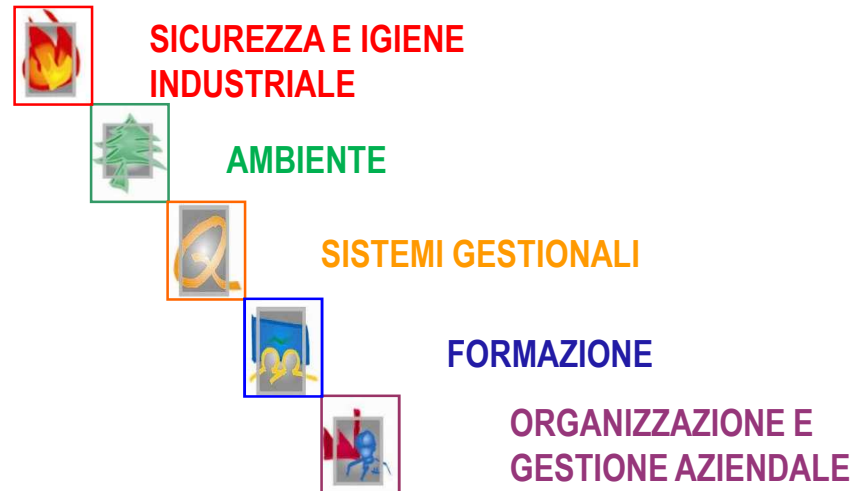 SICUREZZA E IGIENE
INDUSTRIALE
AMBIENTE
SISTEMI GESTIONALI
FORMAZIONE
ORGANIZZAZIONE E
GESTIONE AZIENDALE